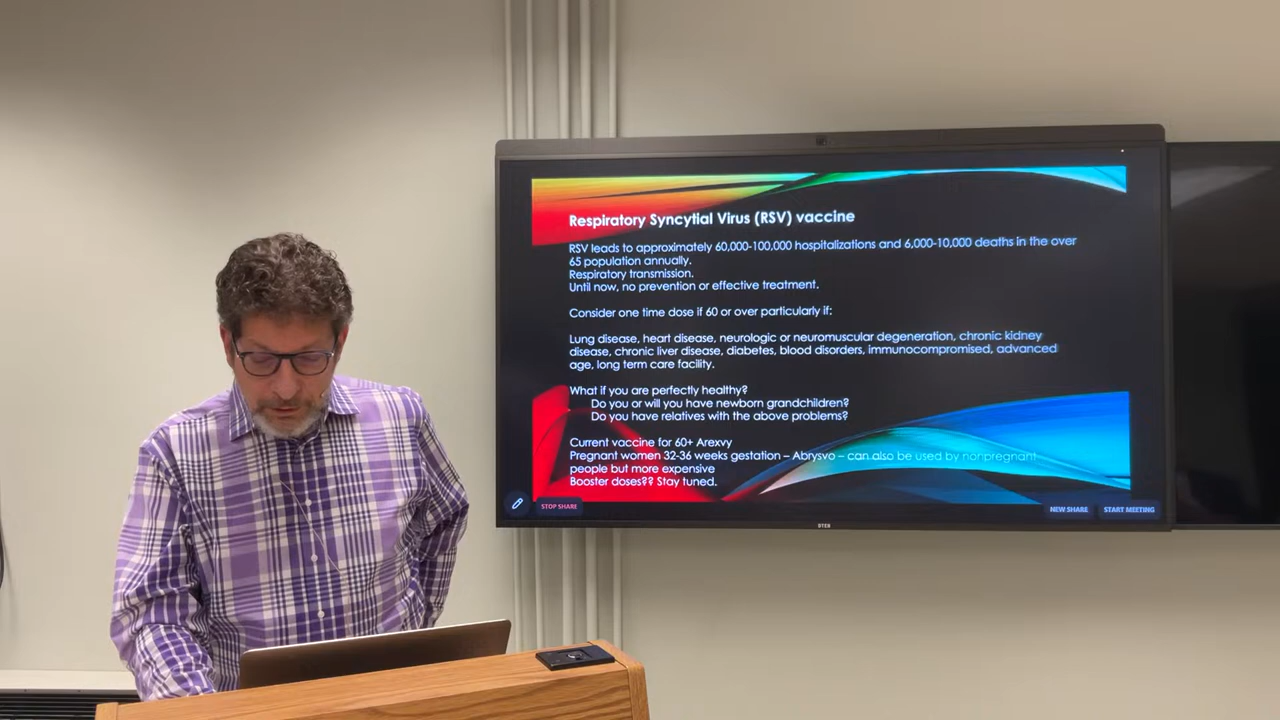 Respiratory Syncytial Virus (RSV) vaccine
RSV leads to approximately 60,000-100,000 hospitalizations and 6,000-10,000 deaths in the over
65 population annually.
Respiratory transmission.
Until now, no prevention or effective treatment.
Consider one time dose if 60 or over particularly if:
Lung disease, heart disease, neurologic or neuromuscular degeneration, chronic kidney
disease, chronic liver disease, diabetes, blood disorders, immunocompromised, advanced
age, long term care facility.
What if you are perfectly healthy?
Do you or will you have newborn grandchildren?
Do you have relatives with the above problems?
Current vaccine for 60+ Arexvy
Pregnant women 32-36 weeks gestation – Abrysvo – can also be used by nonpregnant
people but more expensive
Booster doses?? Stay tuned.
STOP SHARE
NEW SHARE
START MEETING
DTEN